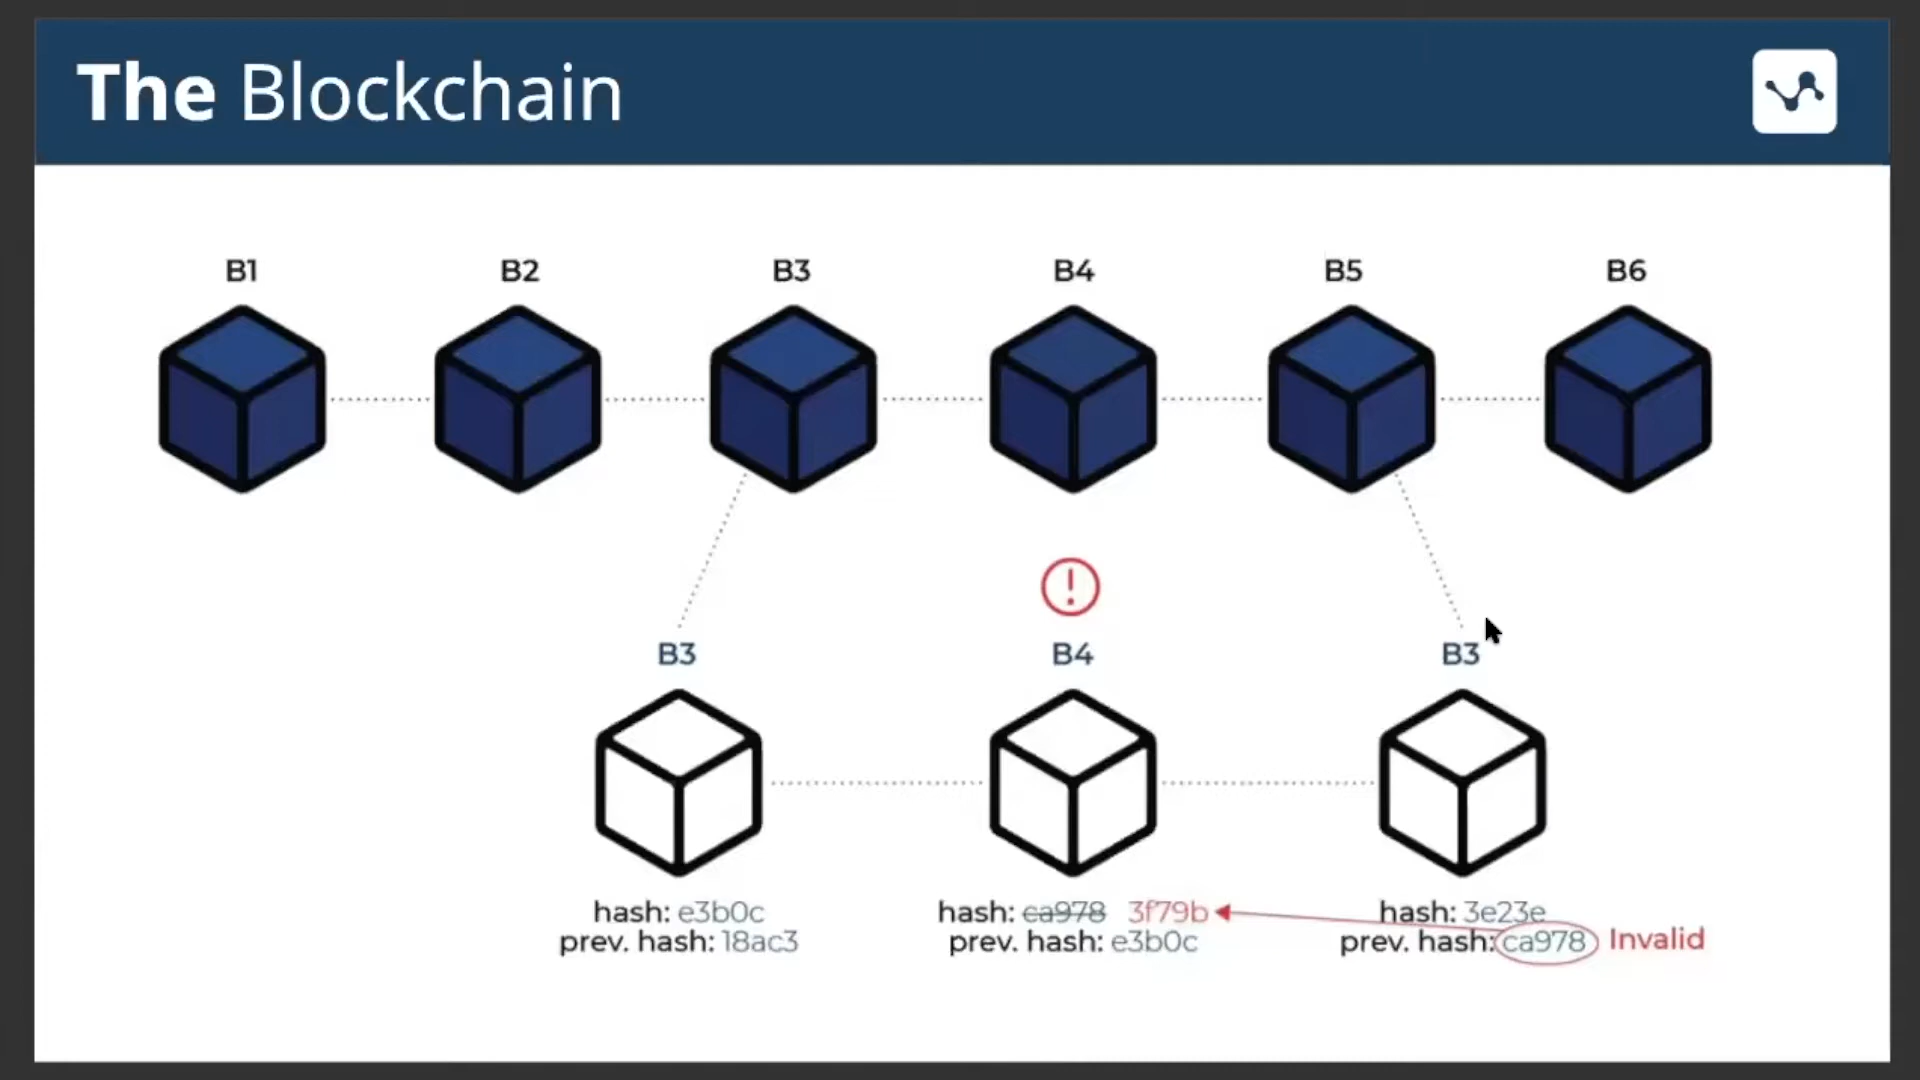 The Blockchain
B1 B2 B3 B4 B5 B6
!
B3 B4 B3
hash: e3b0c
prev. hash: 18ac3
hash: ca978 3f79b
prev. hash: e3b0c
hash: 3e23e
prev. hash: ca978 Invalid